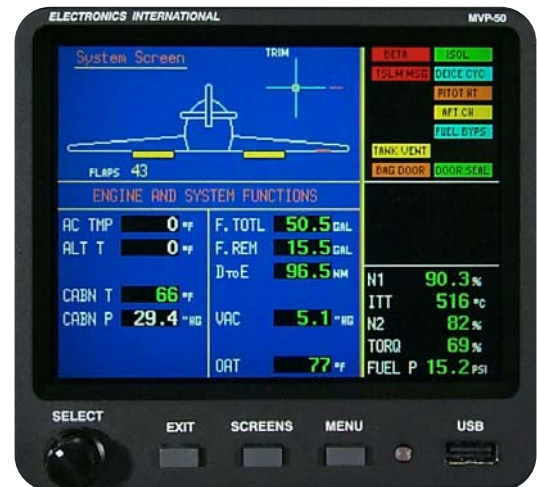 ELECTRONICS INTERNATIONAL
MVP-50
System Screen
TRIM
FLAPS 43
BETA
ISOL
TSLM MSG
DEICE CYC
PITOT HT
AFT CH
FUEL BYPS
TANK VENT
BAG DOOR
DOOR SEAL
ENGINE AND SYSTEM FUNCTIONS
AC TMP 0 °F
ALT T 0 °F
CABN T 66 °F
CABN P 29.4 "HG
F.TOTL 50.5 GAL
F.REM 15.5 GAL
DTOE 96.5 NM
VAC 5.1 "HG
OAT 77 °F
N1 90.3 %
ITT 516 °C
N2 82 %
TORQ 69 %
FUEL P 15.2 PSI
SELECT
EXIT
SCREENS
MENU
USB